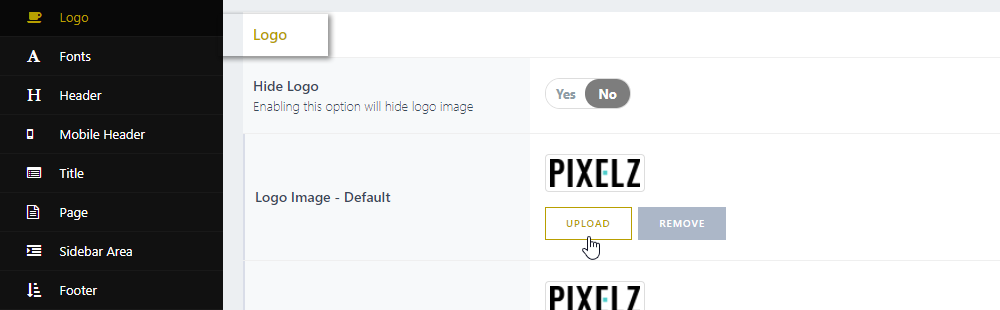 Logo
Fonts
Header
Mobile Header
Title
Page
Sidebar Area
Footer
Logo
Hide Logo
Enabling this option will hide logo image
Yes No
Logo Image - Default
PIXELZ
UPLOAD REMOVE
PIXELZ